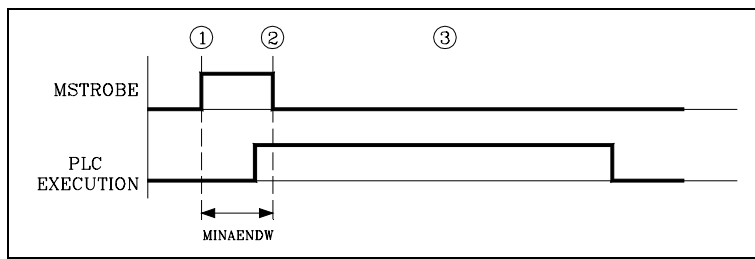 ① ② ③
MSTROBE
PLC
EXECUTION
MINAENDW